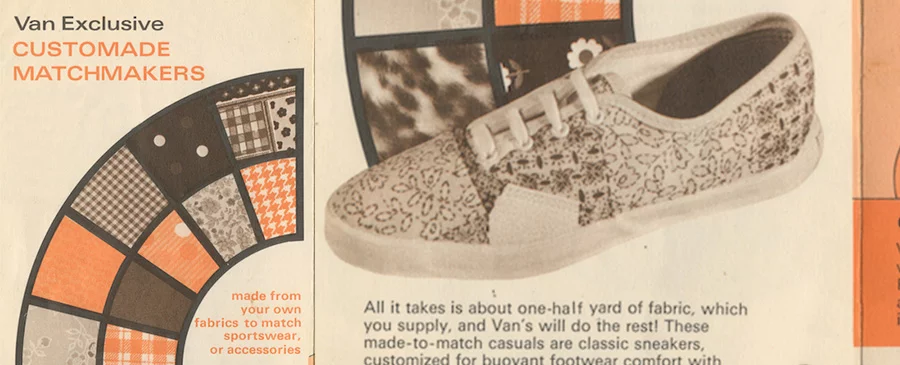 Van Exclusive
CUSTOMADE
MATCHMAKERS
made from
your own
fabrics to match
sportswear,
or accessories
All it takes is about one-half yard of fabric, which
you supply, and Van's will do the rest! These
made-to-match casuals are classic sneakers,
customized for buoyant footwear comfort with